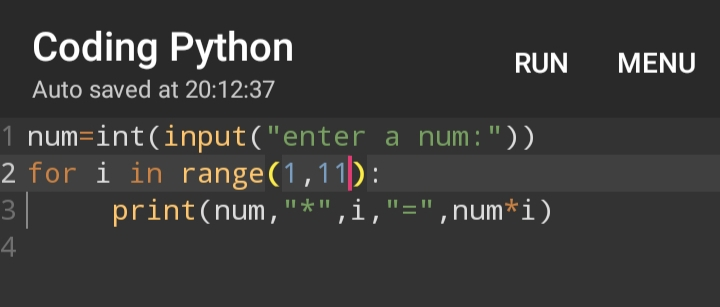 Coding Python
RUN MENU
Auto saved at 20:12:37
1 num=int(input("enter a num:"))
2 for i in range(1,11):
3 print(num,"*",i,"=",num*i)
4